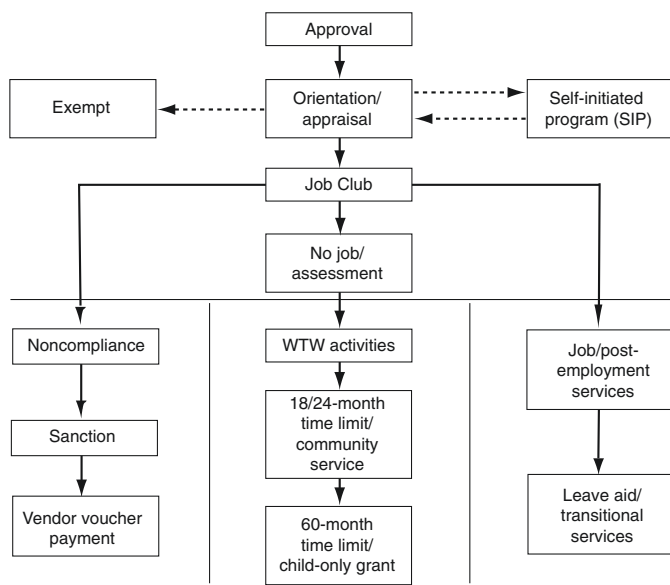 Approval
Exempt
Orientation/
appraisal
Self-initiated
program (SIP)
Job Club
No job/
assessment
Noncompliance
Sanction
Vendor voucher
payment
WTW activities
18/24-month
time limit/
community
service
60-month
time limit/
child-only grant
Job/post-
employment
services
Leave aid/
transitional
services